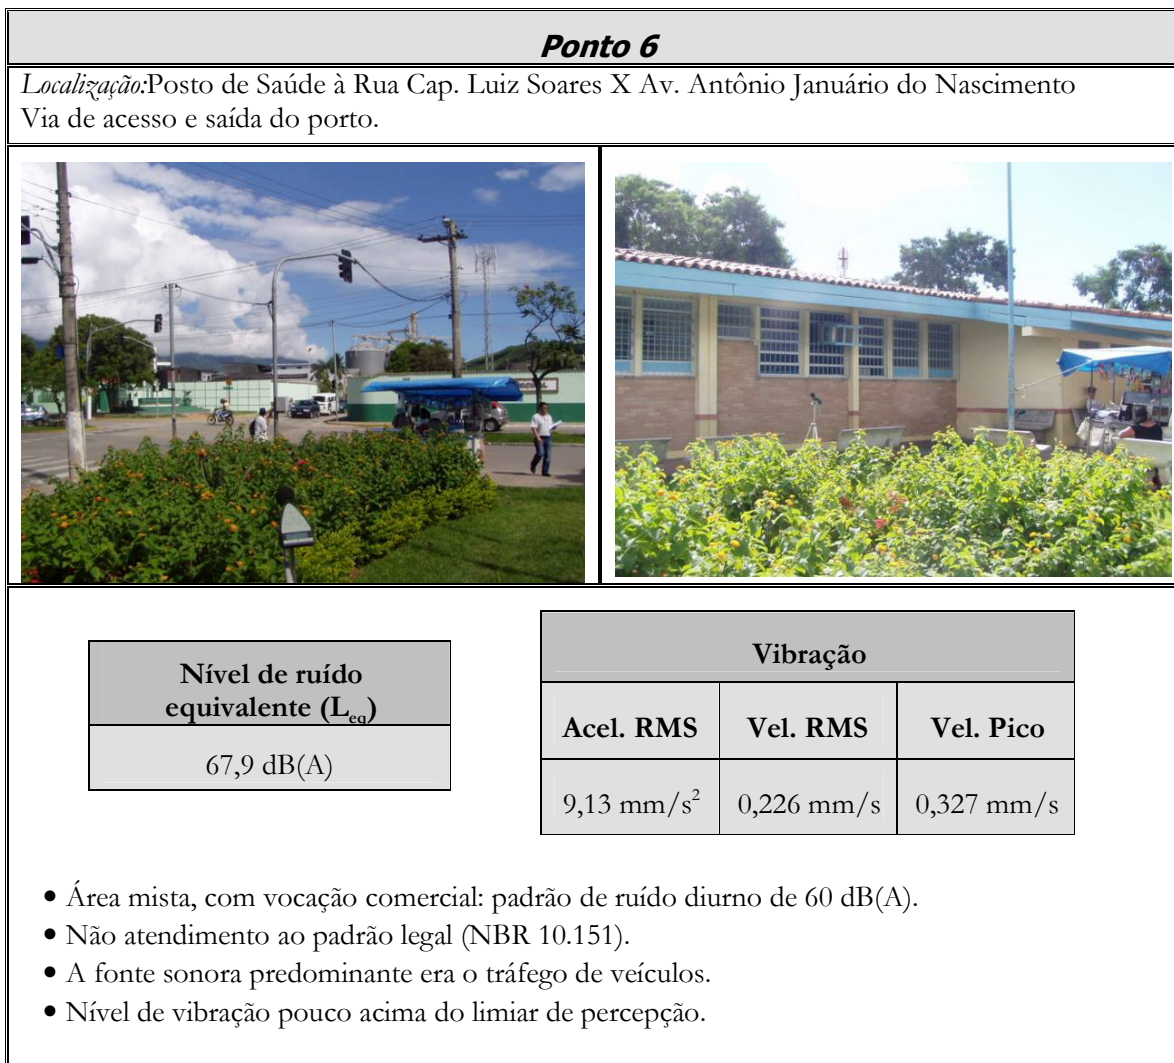 Ponto 6
Localização:Posto de Saúde à Rua Cap. Luiz Soares X Av. Antônio Januário do Nascimento
Via de acesso e saída do porto.
Nível de ruído
equivalente (Leq)
67,9 dB(A)
Vibração
Acel. RMS Vel. RMS Vel. Pico
9,13 mm/s² 0,226 mm/s 0,327 mm/s
• Área mista, com vocação comercial: padrão de ruído diurno de 60 dB(A).
• Não atendimento ao padrão legal (NBR 10.151).
• A fonte sonora predominante era o tráfego de veículos.
• Nível de vibração pouco acima do limiar de percepção.